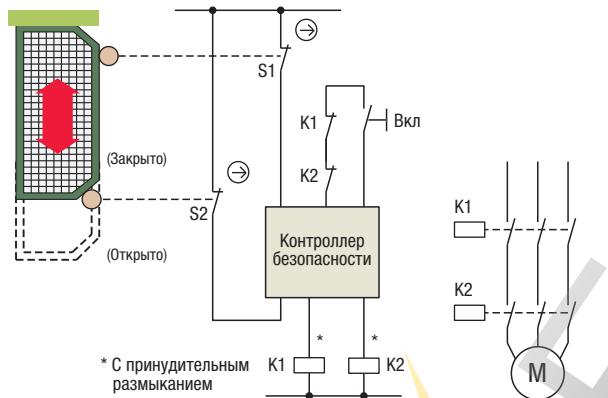 S1
K1
Вкл
(Закрыто)
K2
S2
K1
Контроллер
безопасности
(Открыто)
K2
*
*
* С принудительным
размыканием
K1
K2
M